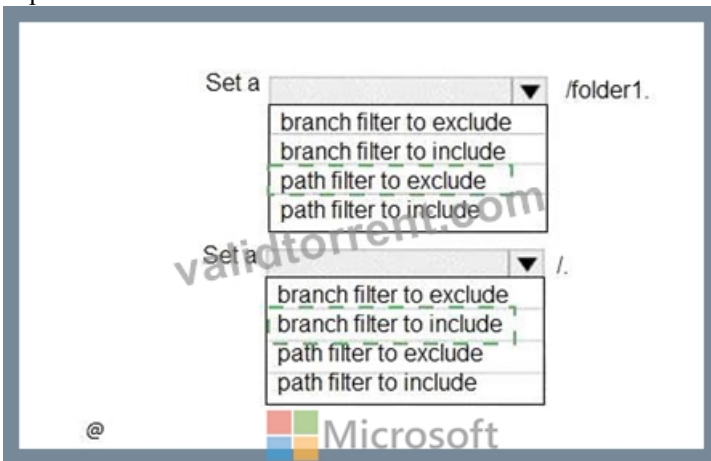 Set a /folder1.
branch filter to exclude
branch filter to include
path filter to exclude
path filter to include
Set a /.
branch filter to exclude
branch filter to include
path filter to exclude
path filter to include
validtorrent.com
@ Microsoft